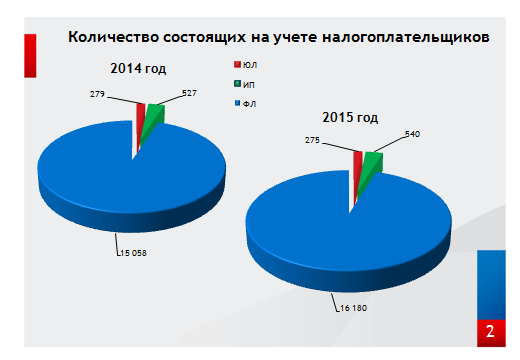 Количество состоящих на учете налогоплательщиков
2014 год
ЮЛ
ИП
ФЛ
279
527
15 058
2015 год
275
540
16 180
2